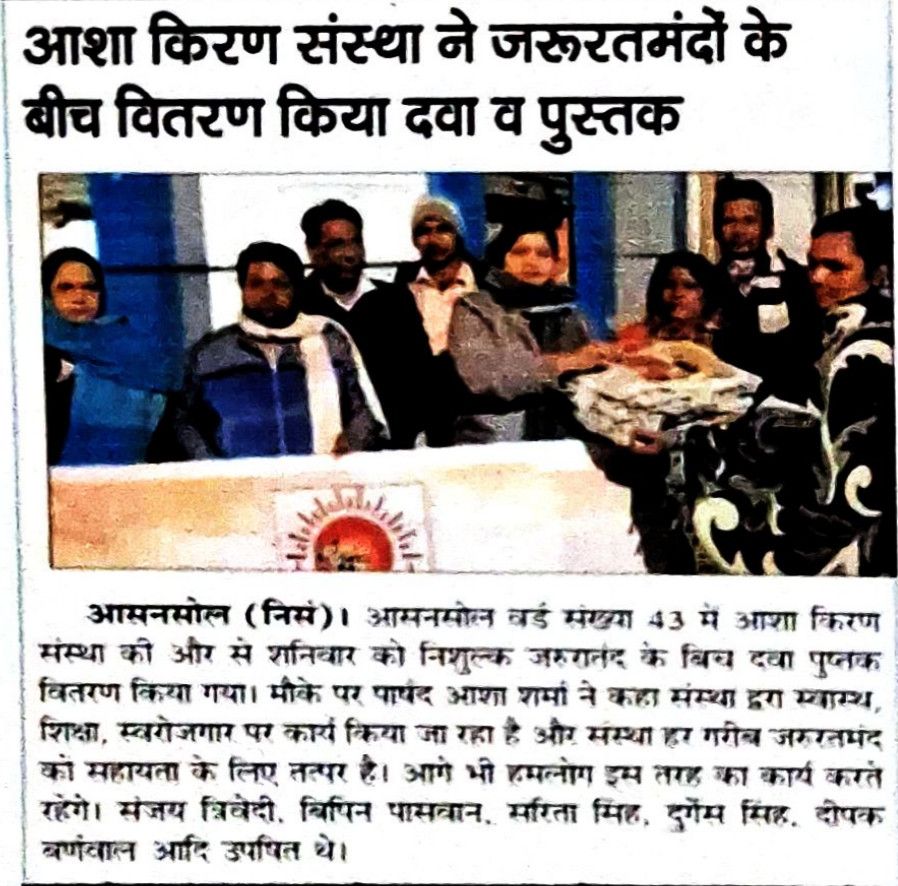 आशा किरण संस्था ने जरूरतमंदों के
बीच वितरण किया दवा व पुस्तक
आसनसोल (निसं)। आसनसोल वर्ड संख्या 43 में आशा किरण
संस्था की और से शनिवार को निशुल्क जरुरातंद के बिच दवा पुप्तक
वितरण किया गया। मौके पर पार्षद आशा शर्मा ने कहा संस्था द्वरा स्वास्थ,
शिक्षा, स्वरोजगार पर कार्य किया जा रहा है और संस्था हर गरीब जरुरतमंद
को सहायता के लिए तत्पर है। आगे भी हमलोग इस तरह का कार्य करते
रहेंगे। संजय त्रिवेदी, बिपिन पासवान, सरिता सिंह, दुर्गेस सिंह, दीपक
बर्णवाल आदि उपपित थे।